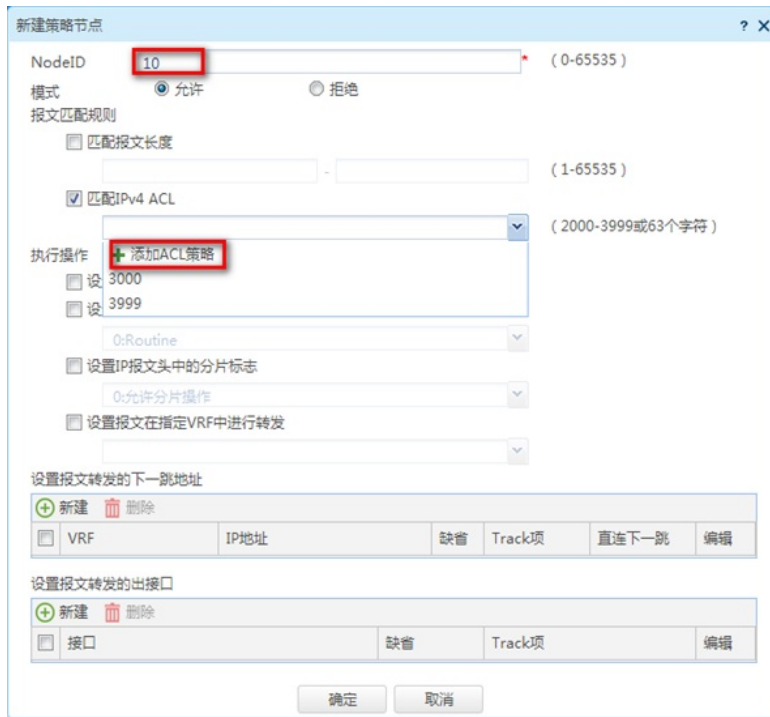 新建策略节点 ? X
NodeID 10 * (0-65535)
模式 允许 拒绝
报文匹配规则
匹配报文长度
- (1-65535)
匹配IPv4 ACL
(2000-3999或63个字符)
执行操作 添加ACL策略
设 3000
设 3999
0:Routine
设置IP报文头中的分片标志
0:允许分片操作
设置报文在指定VRF中进行转发
设置报文转发的下一跳地址
新建 删除
VRF IP地址 缺省 Track项 直连下一跳 编辑
设置报文转发的出接口
新建 删除
接口 缺省 Track项 编辑
确定 取消